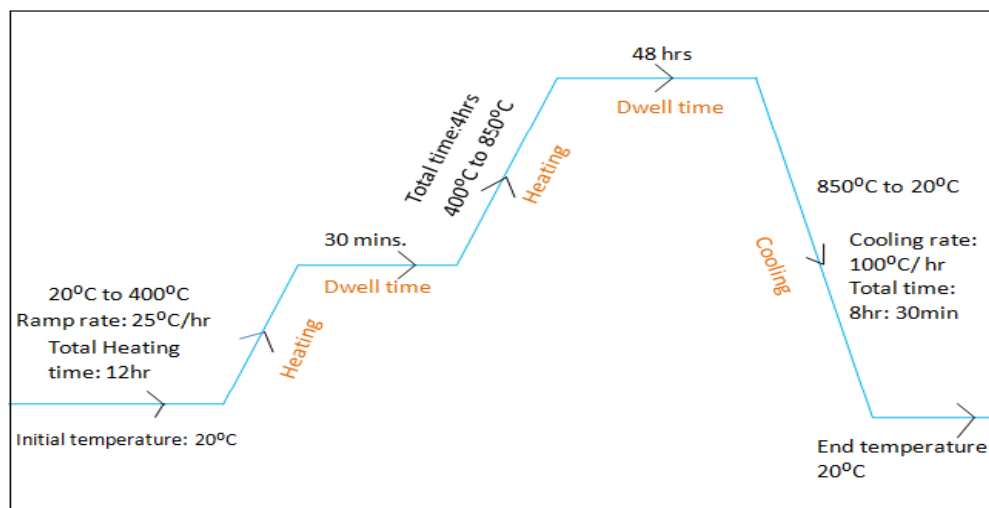 48 hrs
Dwell time
Total time:4hrs
400⁰C to 850⁰C
Heating
850⁰C to 20⁰C
Cooling rate:
100⁰C/ hr
Total time:
8hr: 30min
Cooling
30 mins.
Dwell time
20⁰C to 400⁰C
Ramp rate: 25⁰C/hr
Total Heating
time: 12hr
Heating
Initial temperature: 20⁰C
End temperature
20⁰C